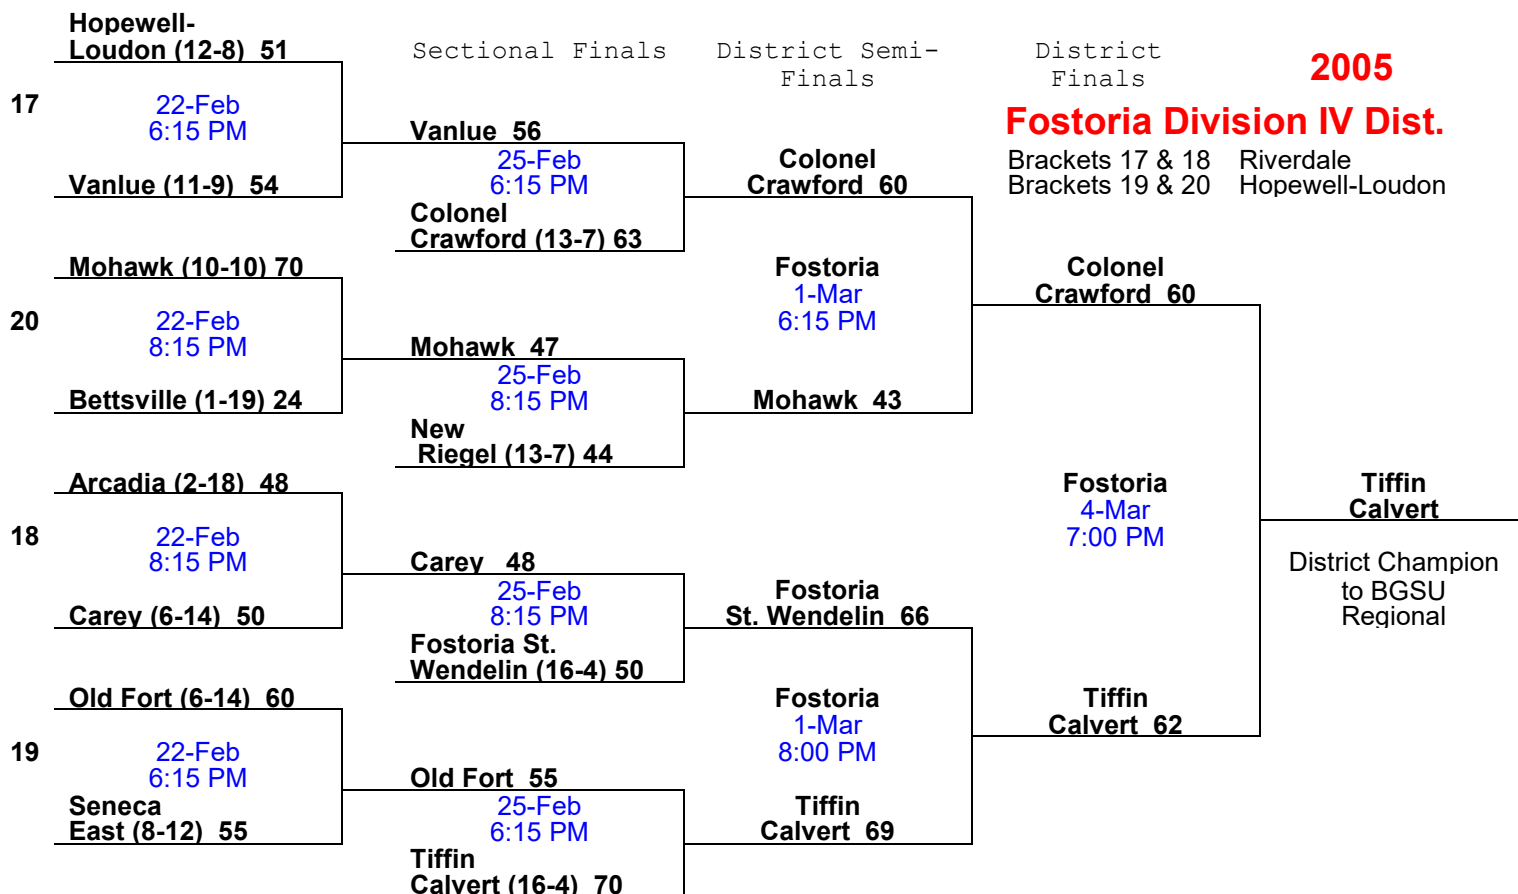 Hopewell-
Loudon (12-8)  51
17
22-Feb
6:15 PM
Vanlue (11-9)  54
Mohawk (10-10) 70
20
22-Feb
8:15 PM
Bettsville (1-19) 24
Arcadia (2-18)  48
18
22-Feb
8:15 PM
Carey (6-14)  50
Old Fort (6-14)  60
19
22-Feb
6:15 PM
Seneca
East (8-12)  55
Sectional Finals
Vanlue  56
25-Feb
6:15 PM
Colonel
Crawford (13-7) 63
Mohawk  47
25-Feb
8:15 PM
New
Riegel (13-7) 44
Carey   48
25-Feb
8:15 PM
Fostoria St.
Wendelin (16-4) 50
Old Fort  55
25-Feb
6:15 PM
Tiffin
Calvert (16-4)  70
District Semi-
Finals
Colonel
Crawford  60
Fostoria
1-Mar
6:15 PM
Mohawk  43
Fostoria
St. Wendelin  66
Fostoria
1-Mar
8:00 PM
Tiffin
Calvert  69
District
Finals
Colonel
Crawford  60
Fostoria
4-Mar
7:00 PM
Tiffin
Calvert  62
2005
Fostoria Division IV Dist.
Brackets 17 & 18    Riverdale
Brackets 19 & 20    Hopewell-Loudon
Tiffin
Calvert
District Champion
to BGSU
Regional